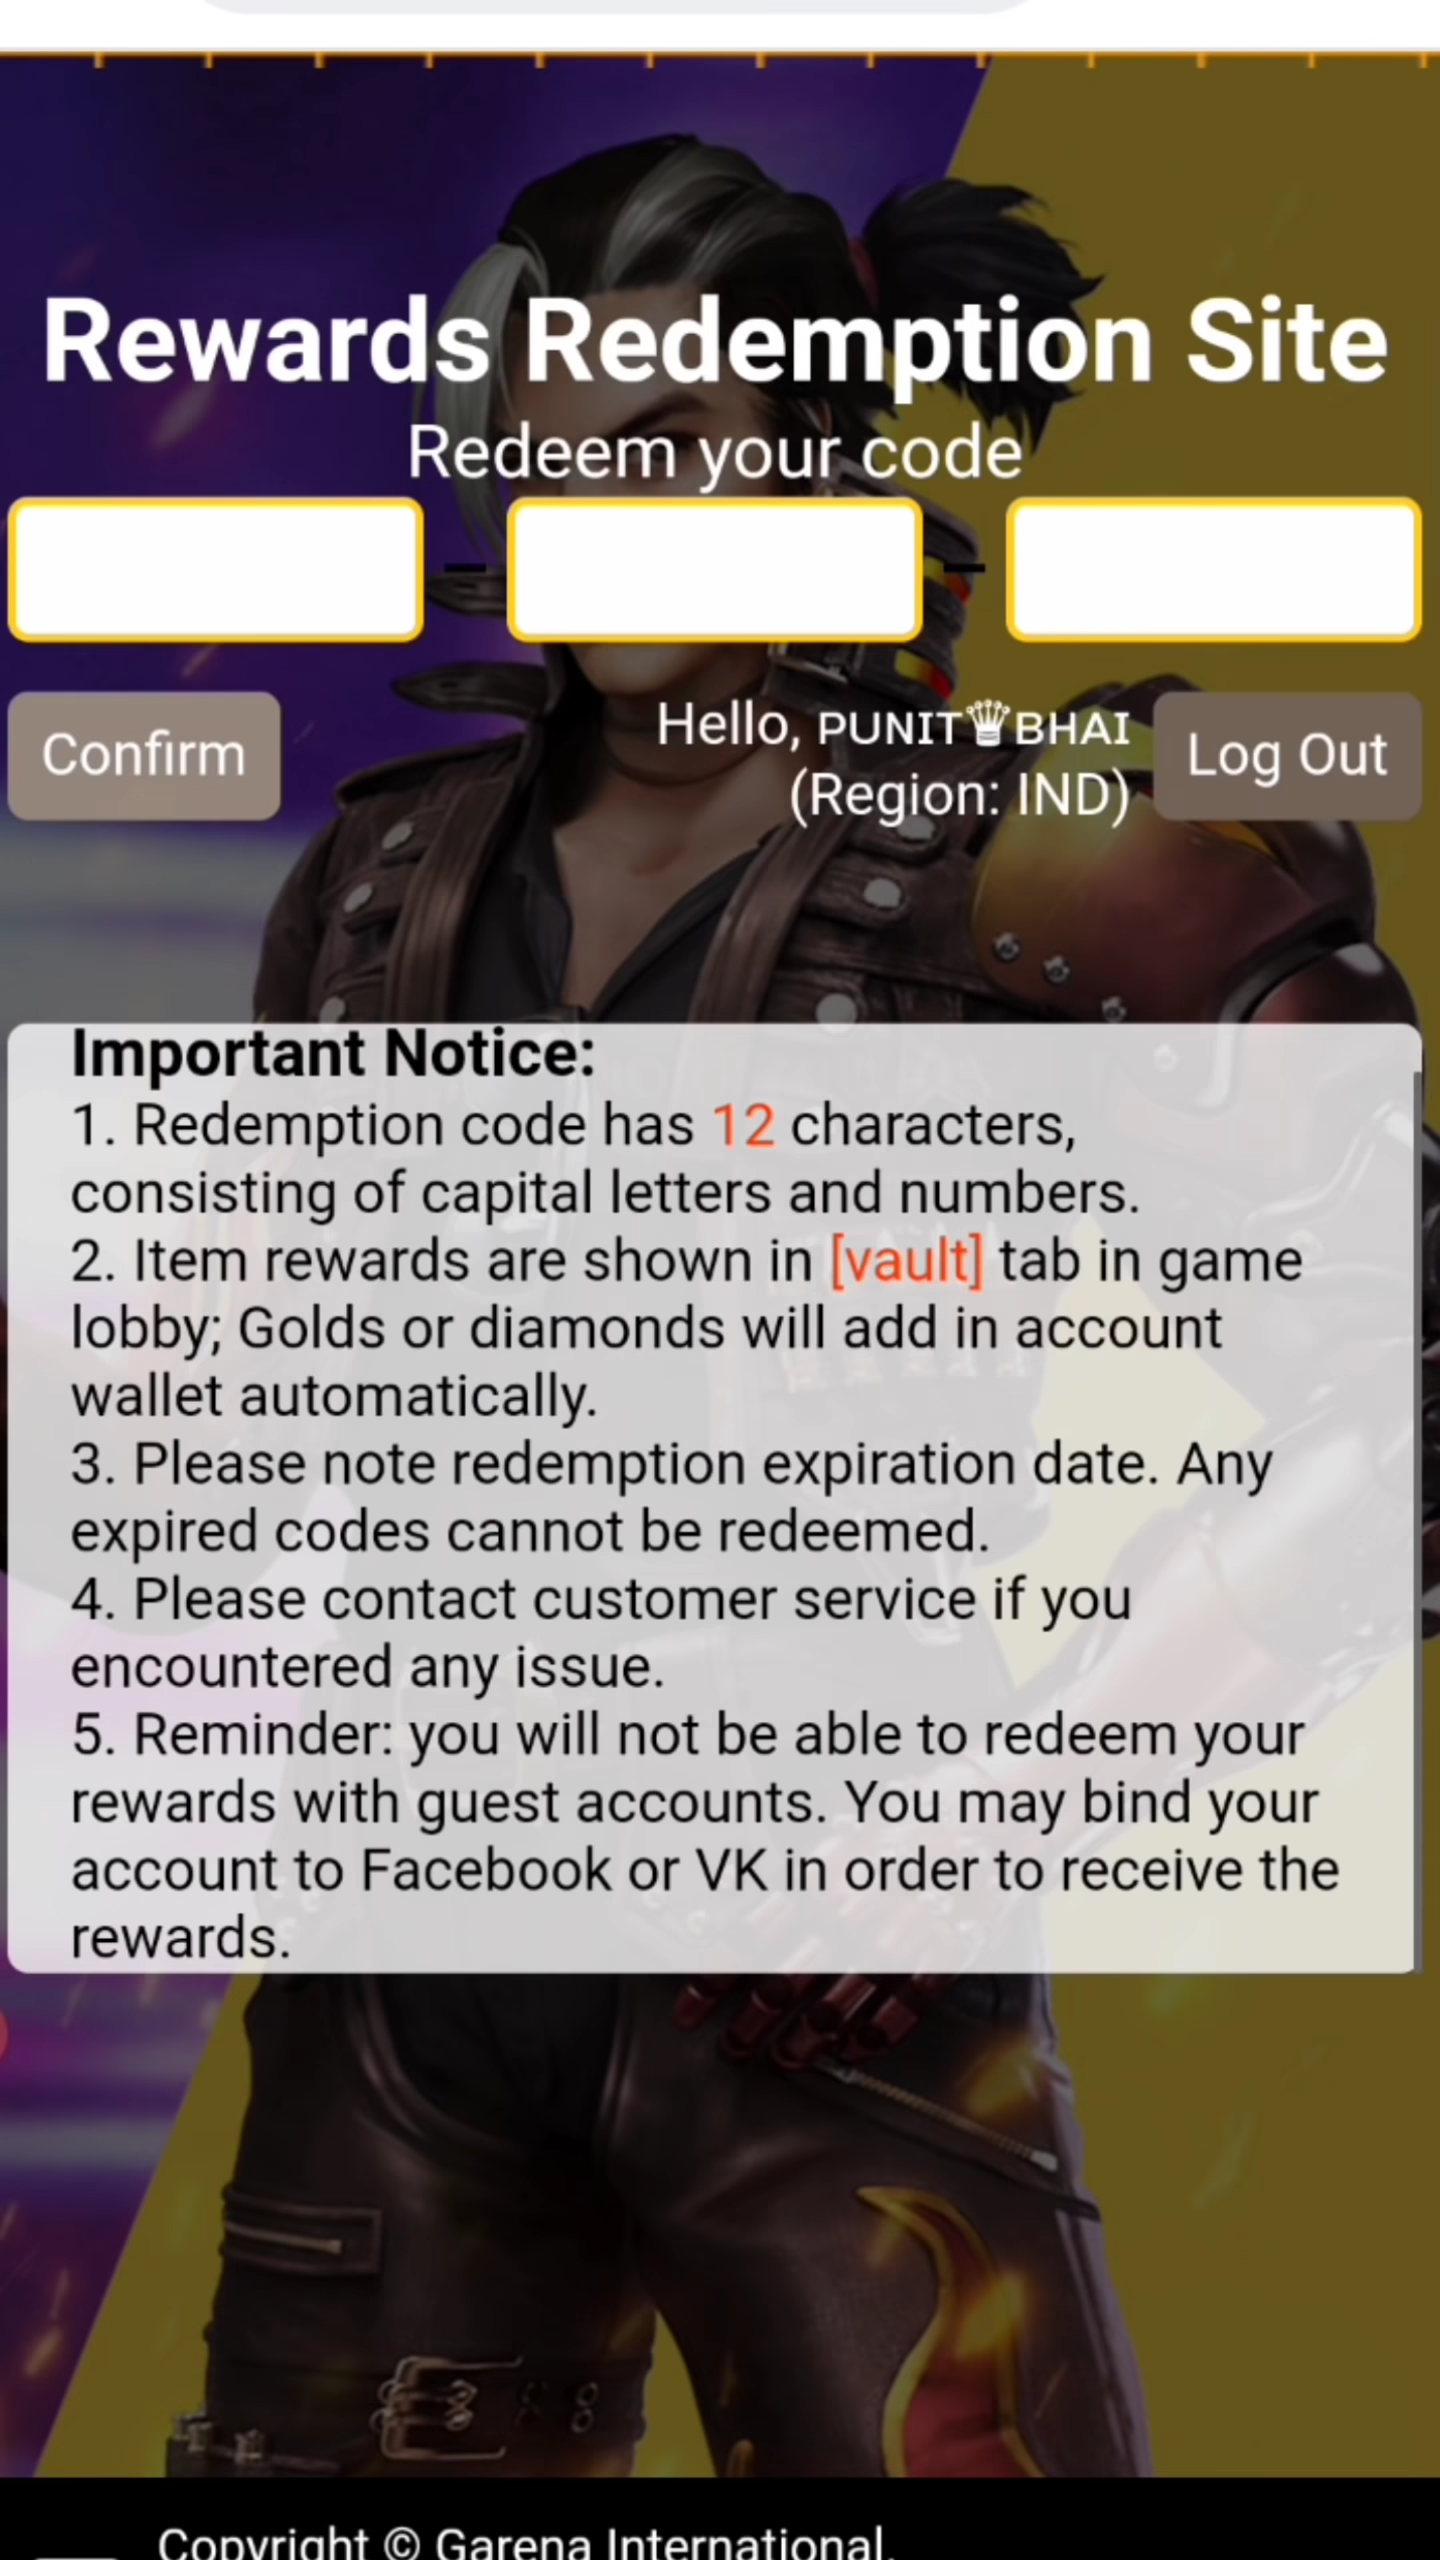 Rewards Redemption Site
Redeem your code
- -
Confirm
Hello, ᴘᴜɴɪᴛ♛ʙʜᴀɪ
(Region: IND)
Log Out
Important Notice:
1. Redemption code has 12 characters,
consisting of capital letters and numbers.
2. Item rewards are shown in [vault] tab in game
lobby; Golds or diamonds will add in account
wallet automatically.
3. Please note redemption expiration date. Any
expired codes cannot be redeemed.
4. Please contact customer service if you
encountered any issue.
5. Reminder: you will not be able to redeem your
rewards with guest accounts. You may bind your
account to Facebook or VK in order to receive the
rewards.
Copyright © Garena International.